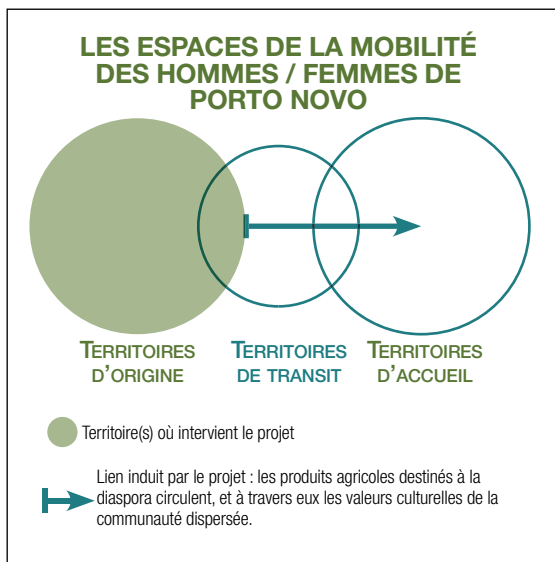 LES ESPACES DE LA MOBILITÉ
DES HOMMES / FEMMES DE
PORTO NOVO
TERRITOIRES
D'ORIGINE
TERRITOIRES
DE TRANSIT
TERRITOIRES
D'ACCUEIL
Territoire(s) où intervient le projet
Lien induit par le projet : les produits agricoles destinés à la
diaspora circulent, et à travers eux les valeurs culturelles de la
communauté dispersée.